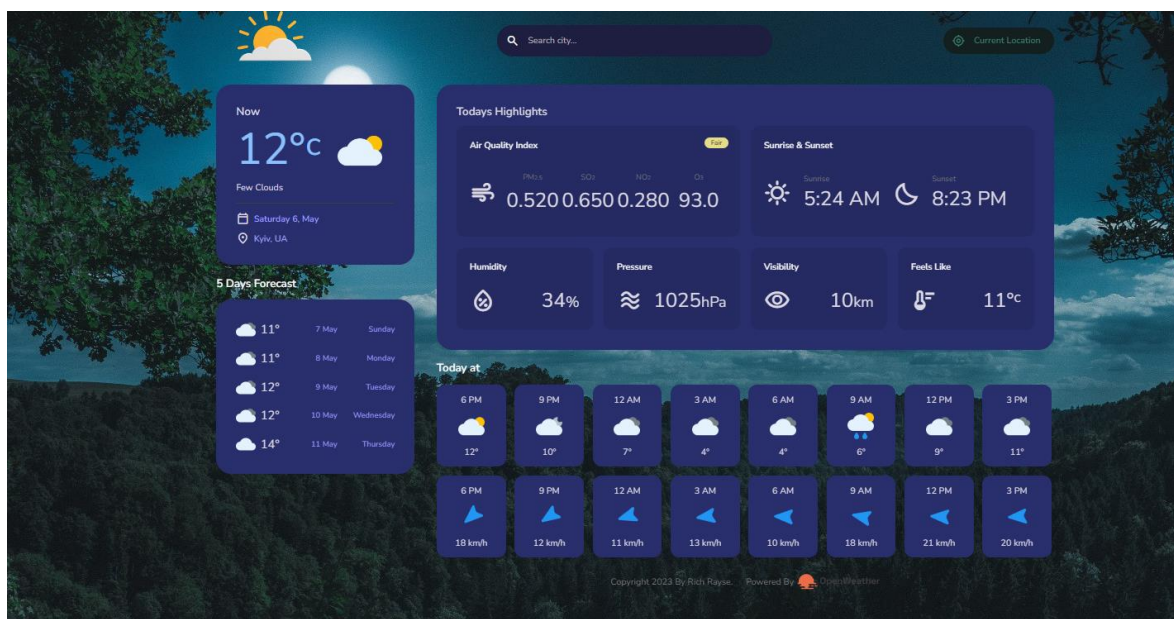 Search city...
Current Location
Now
12°c
Few Clouds
Saturday 6, May
Kyiv, UA
5 Days Forecast
11° 7 May Sunday
11° 8 May Monday
12° 9 May Tuesday
12° 10 May Wednesday
14° 11 May Thursday
Todays Highlights
Air Quality Index Fair
PM2.5 SO2 NO2 O3
0.520 0.650 0.280 93.0
Sunrise & Sunset
Sunrise Sunset
5:24 AM 8:23 PM
Humidity
34%
Pressure
1025hPa
Visibility
10km
Feels Like
11°c
Today at
6 PM 9 PM 12 AM 3 AM 6 AM 9 AM 12 PM 3 PM
12° 10° 7° 4° 4° 6° 9° 11°
6 PM 9 PM 12 AM 3 AM 6 AM 9 AM 12 PM 3 PM
18 km/h 12 km/h 11 km/h 13 km/h 10 km/h 18 km/h 21 km/h 20 km/h
Copyright 2023 By Rich Rayse. Powered By OpenWeather